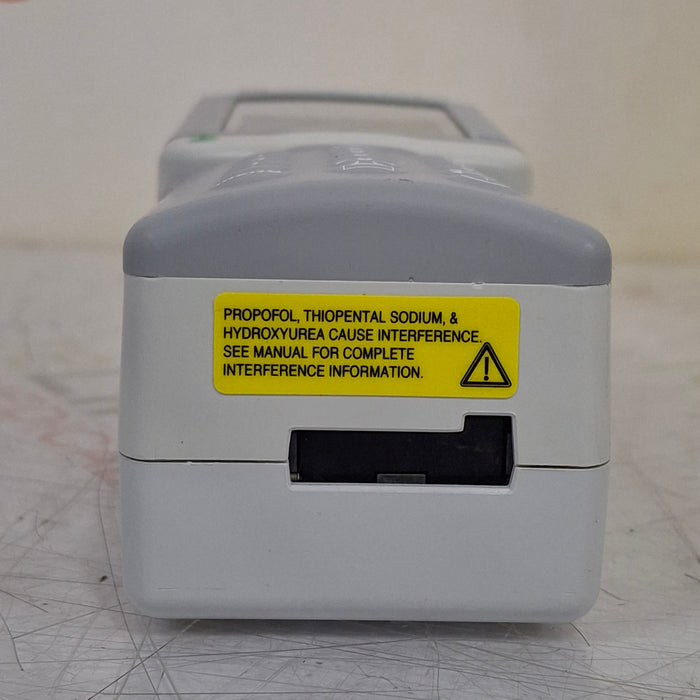 PROPOFOL, THIOPENTAL SODIUM, &
HYDROXYUREA CAUSE INTERFERENCE.
SEE MANUAL FOR COMPLETE
INTERFERENCE INFORMATION.